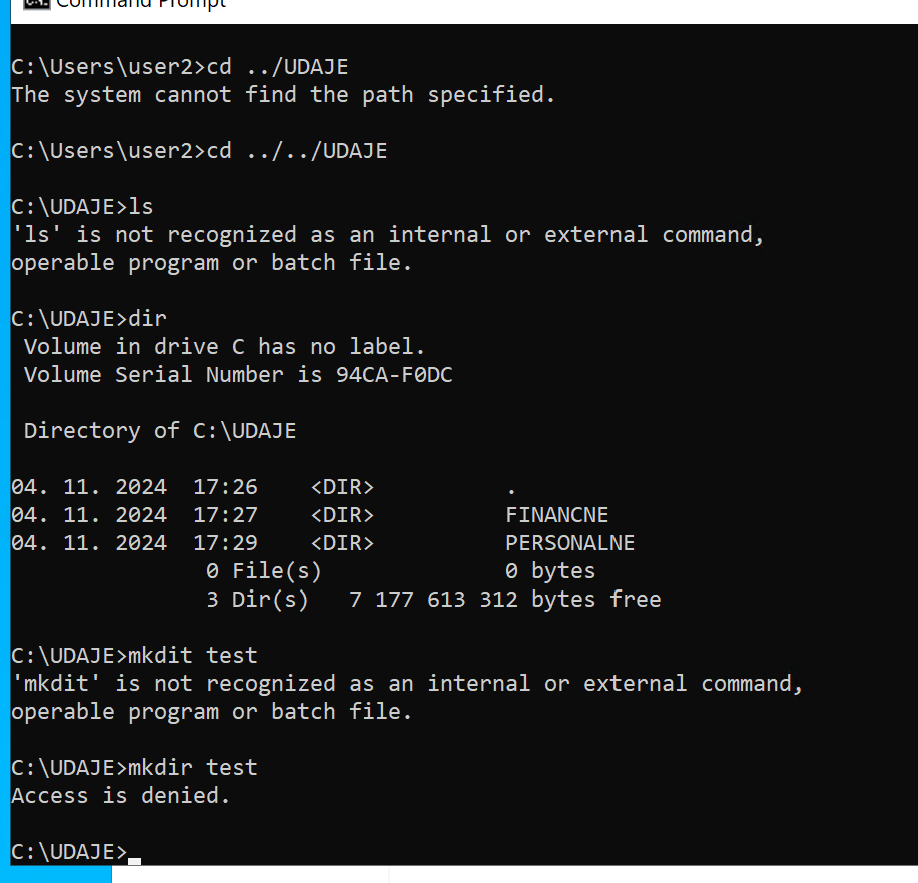 Command Prompt
C:\Users\user2>cd ../UDAJE
The system cannot find the path specified.
C:\Users\user2>cd ../../UDAJE
C:\UDAJE>ls
'ls' is not recognized as an internal or external command,
operable program or batch file.
C:\UDAJE>dir
 Volume in drive C has no label.
 Volume Serial Number is 94CA-F0DC
 Directory of C:\UDAJE
04. 11. 2024  17:26    <DIR>          .
04. 11. 2024  17:27    <DIR>          FINANCNE
04. 11. 2024  17:29    <DIR>          PERSONALNE
               0 File(s)              0 bytes
               3 Dir(s)   7 177 613 312 bytes free
C:\UDAJE>mkdit test
'mkdit' is not recognized as an internal or external command,
operable program or batch file.
C:\UDAJE>mkdir test
Access is denied.
C:\UDAJE>